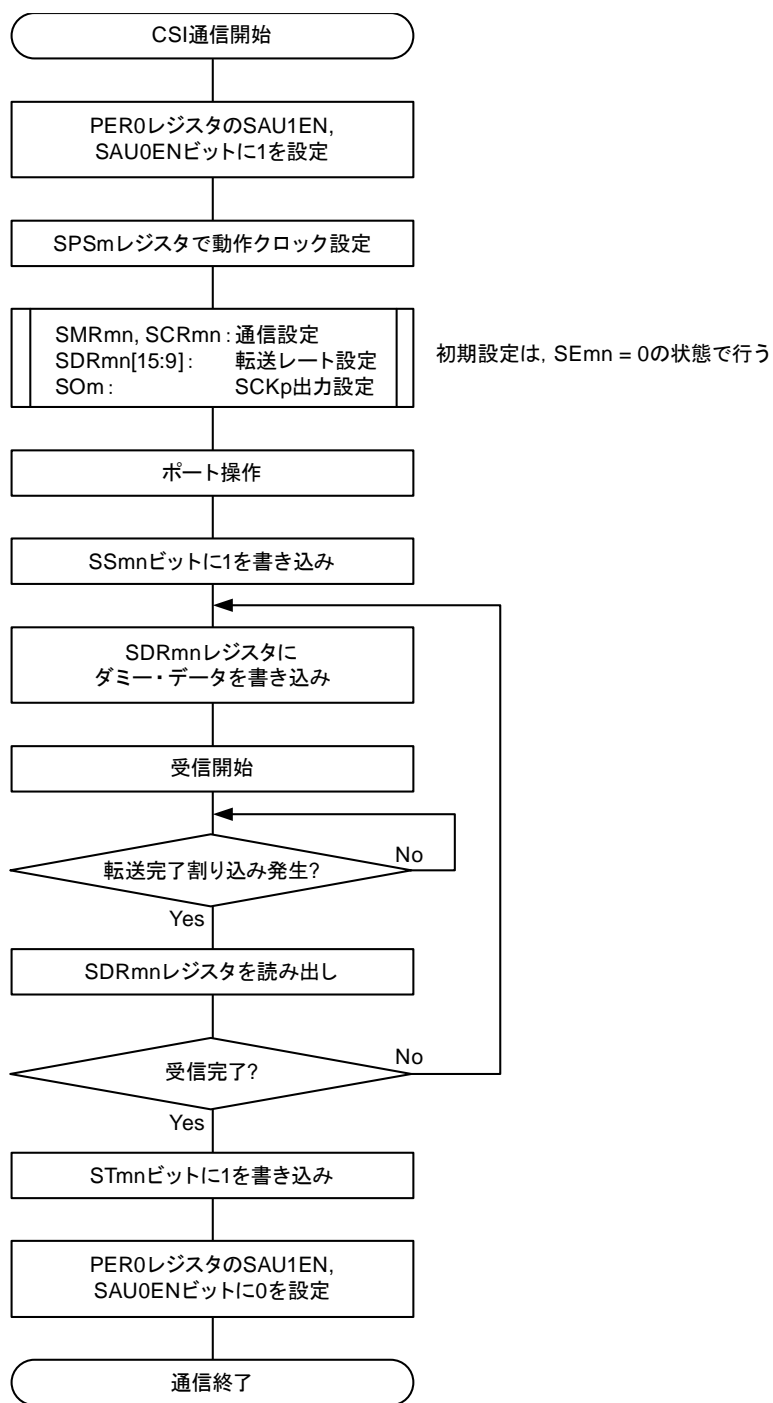 CSI通信開始
PER0レジスタのSAU1EN,
SAU0ENビットに1を設定
SPSmレジスタで動作クロック設定
SMRmn, SCRmn：通信設定
SDRmn[15:9]： 転送レート設定
SOm： SCKp出力設定
初期設定は, SEmn = 0の状態で行う
ポート操作
SSmnビットに1を書き込み
SDRmnレジスタに
ダミー・データを書き込み
受信開始
転送完了割り込み発生?
No
Yes
SDRmnレジスタを読み出し
受信完了?
No
Yes
STmnビットに1を書き込み
PER0レジスタのSAU1EN,
SAU0ENビットに0を設定
通信終了